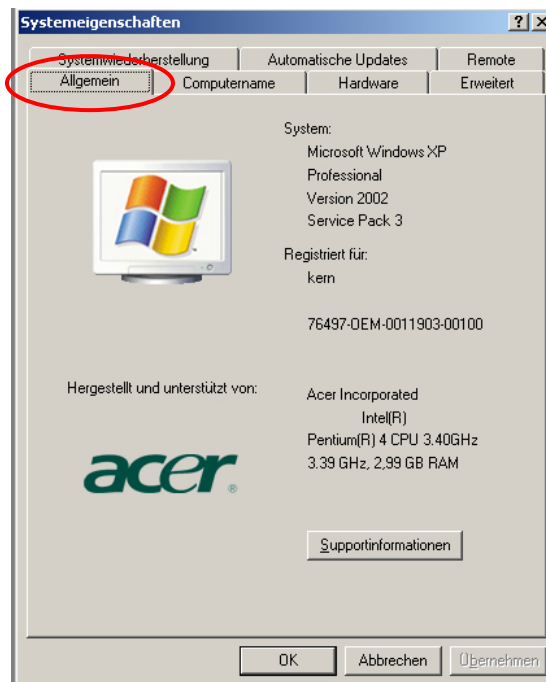 Systemeigenschaften
Systemwiederherstellung Automatische Updates Remote
Allgemein Computername Hardware Erweitert
System:
Microsoft Windows XP
Professional
Version 2002
Service Pack 3
Registriert für:
kern
76497-OEM-0011903-00100
Hergestellt und unterstützt von:
acer
Acer Incorporated
Intel(R)
Pentium(R) 4 CPU 3.40GHz
3.39 GHz, 2,99 GB RAM
Supportinformationen
OK Abbrechen Übernehmen